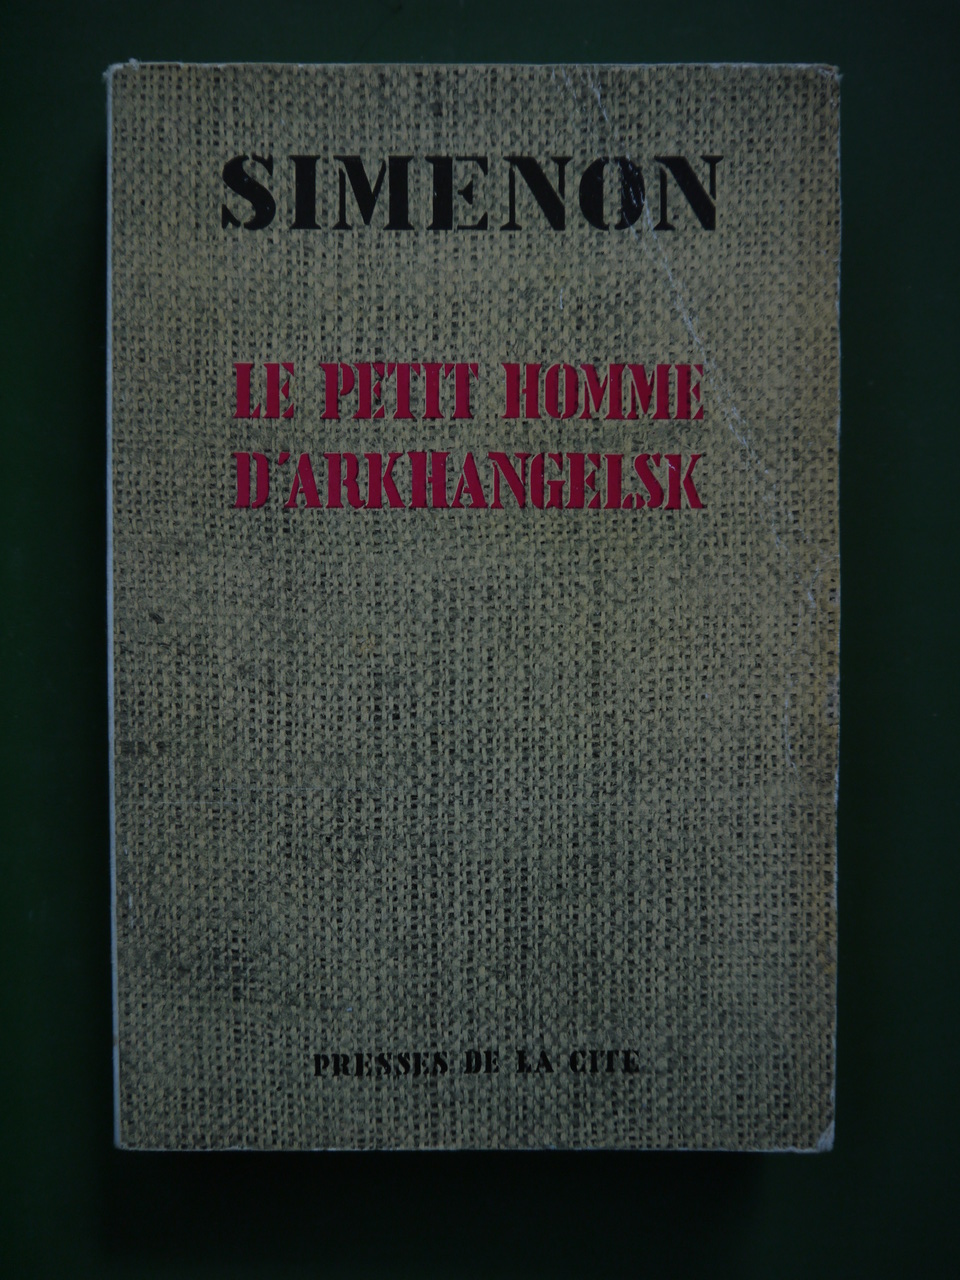 SIMENON
LE PETIT HOMME
D'ARKHANGELSK
PRESSES DE LA CITE